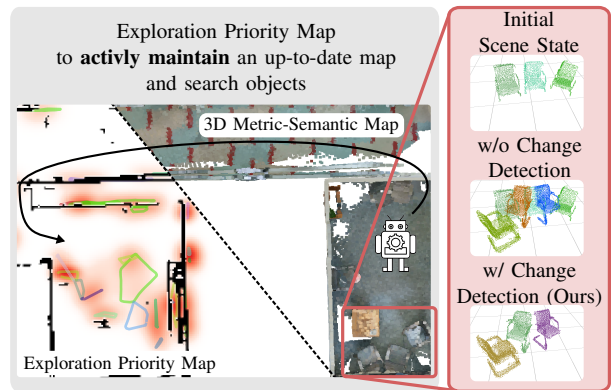 Exploration Priority Map
to activly maintain an up-to-date map
and search objects
3D Metric-Semantic Map
Exploration Priority Map
Initial
Scene State
w/o Change
Detection
w/ Change
Detection (Ours)